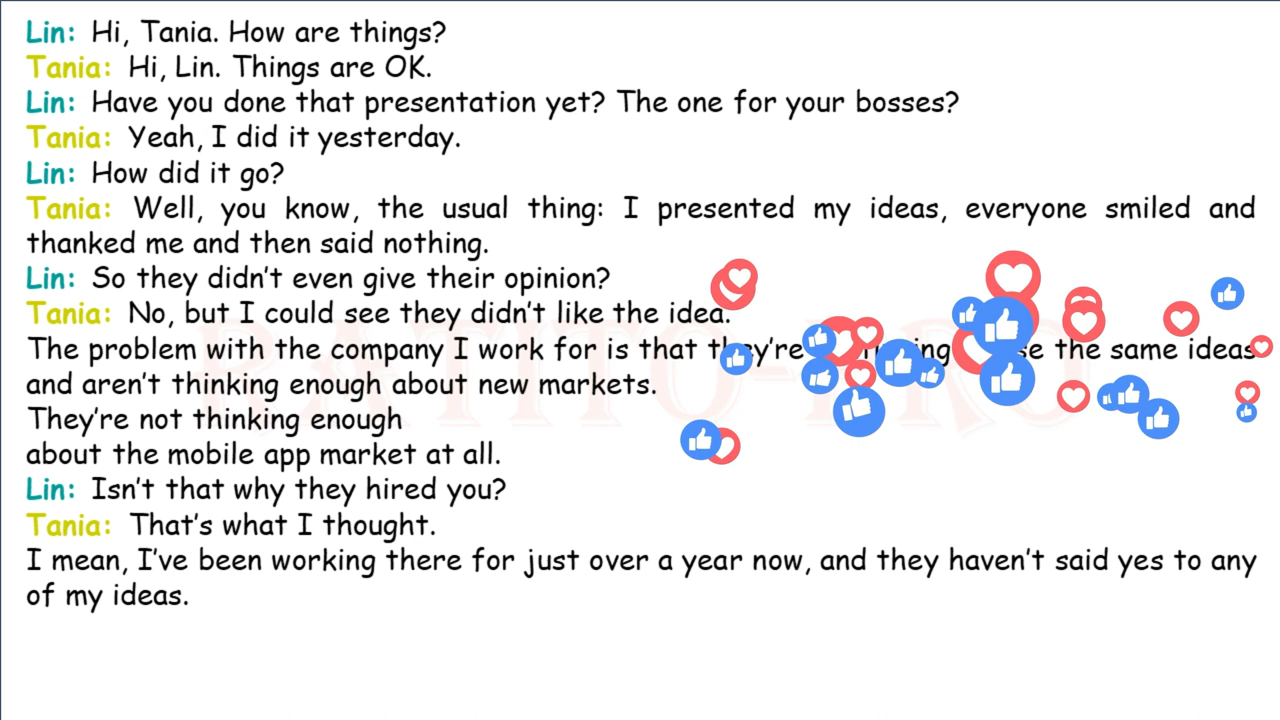 Lin: Hi, Tania. How are things?
Tania: Hi, Lin. Things are OK.
Lin: Have you done that presentation yet? The one for your bosses?
Tania: Yeah, I did it yesterday.
Lin: How did it go?
Tania: Well, you know, the usual thing: I presented my ideas, everyone smiled and
thanked me and then said nothing.
Lin: So they didn't even give their opinion?
Tania: No, but I could see they didn't like the idea.
The problem with the company I work for is that they're the same ideas
and aren't thinking enough about new markets.
They're not thinking enough
about the mobile app market at all.
Lin: Isn't that why they hired you?
Tania: That's what I thought.
I mean, I've been working there for just over a year now, and they haven't said yes to any
of my ideas.
RATITO-PRO